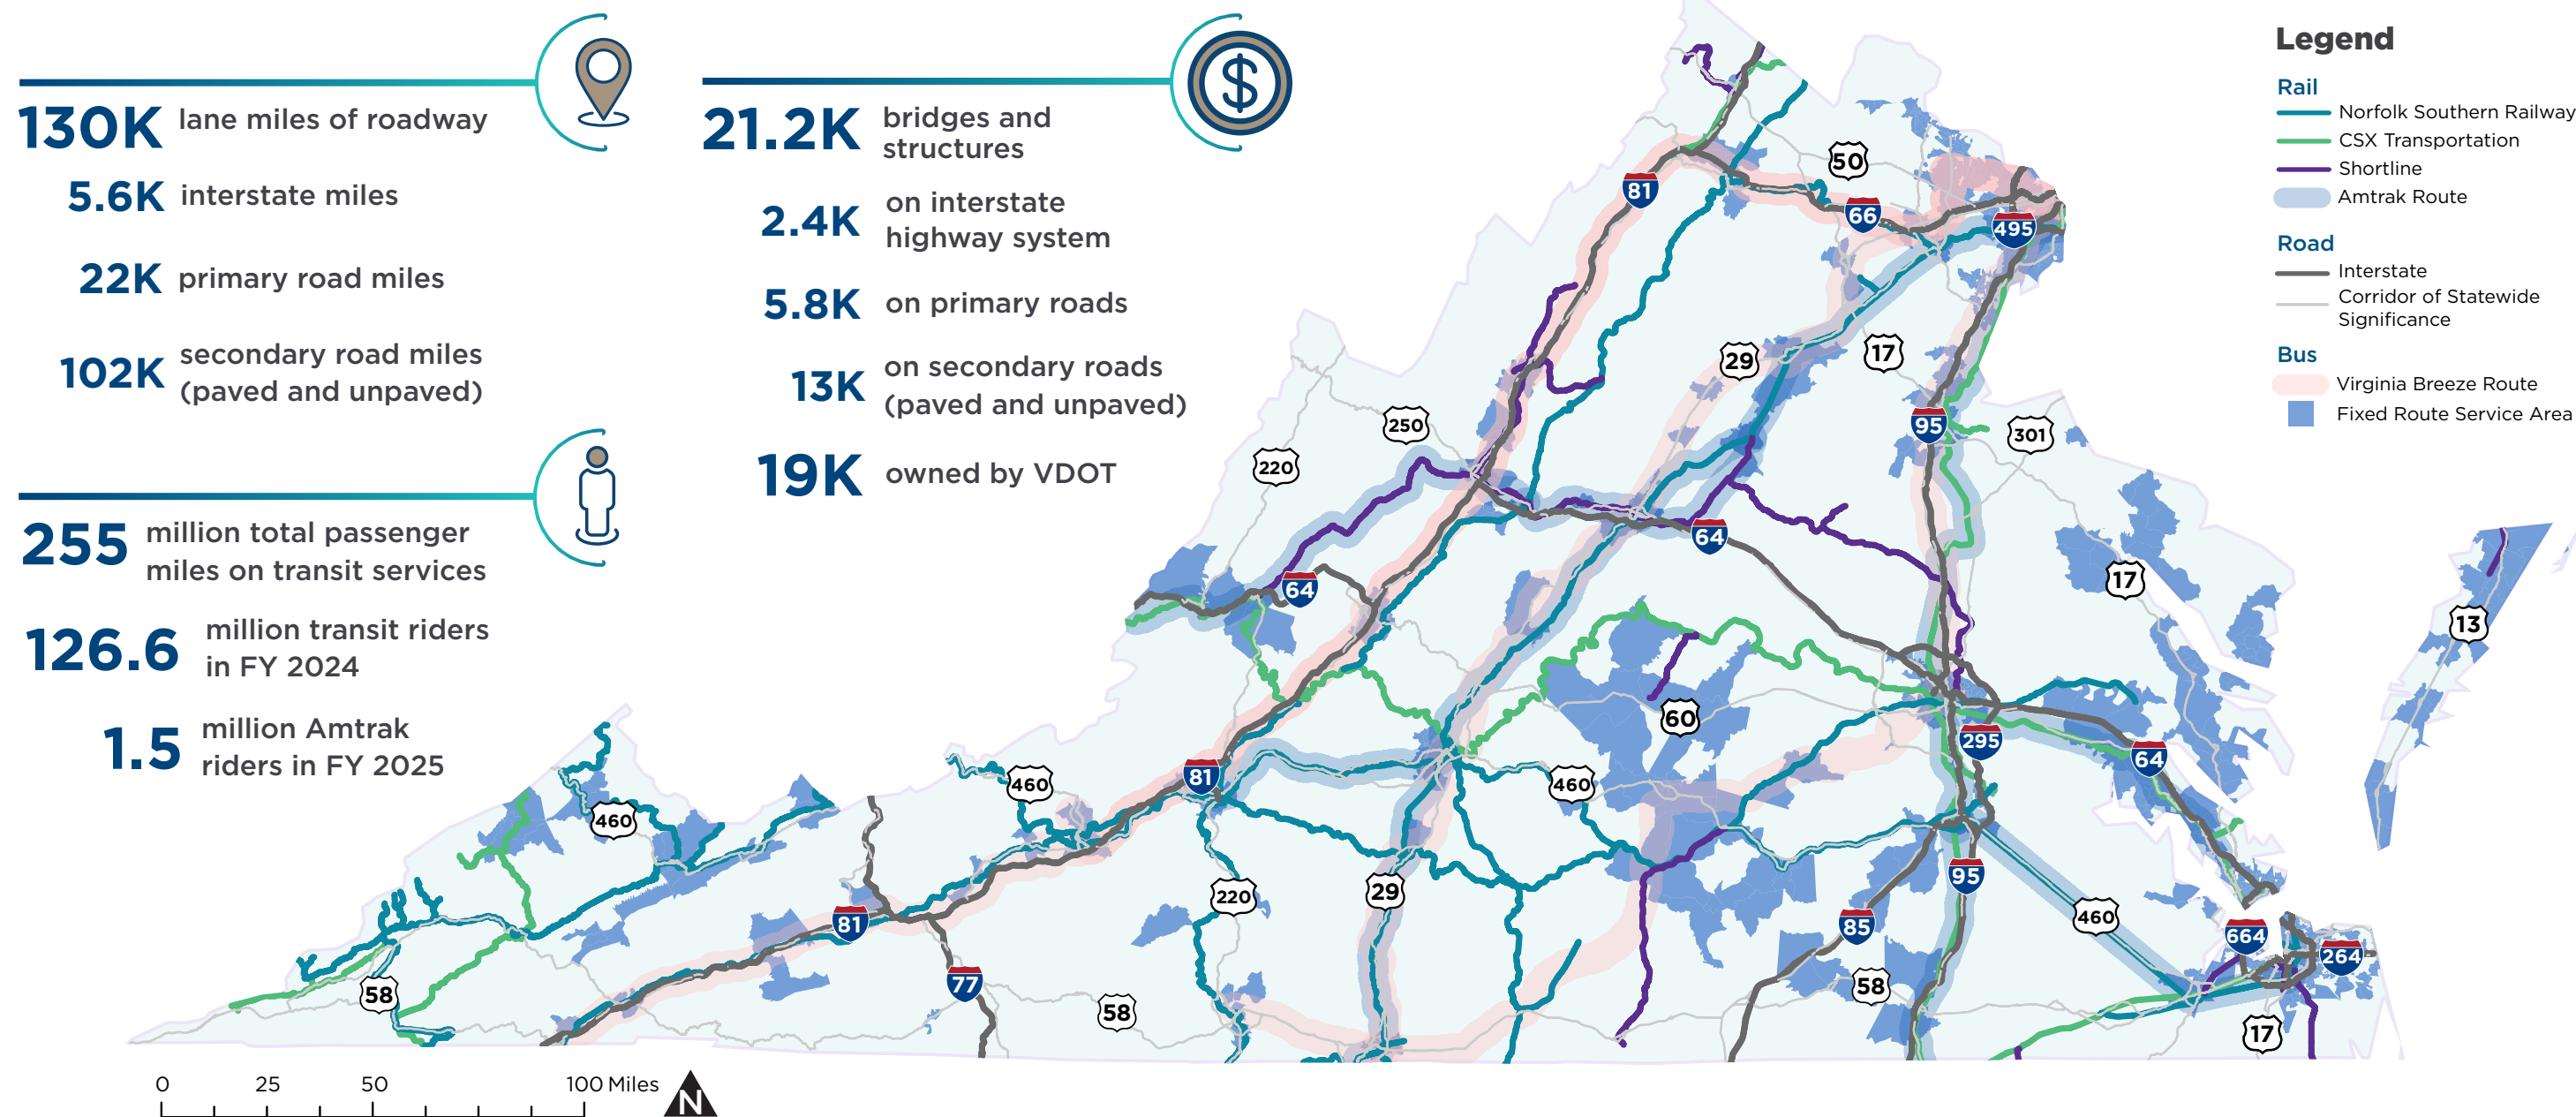 130K lane miles of roadway
5.6K interstate miles
22K primary road miles
102K secondary road miles
(paved and unpaved)
255 million total passenger
miles on transit services
126.6 million transit riders
in FY 2024
1.5 million Amtrak
riders in FY 2025
$
21.2K bridges and
structures
2.4K on interstate
highway system
5.8K on primary roads
13K on secondary roads
(paved and unpaved)
19K owned by VDOT
Legend
Rail
Norfolk Southern Railway
CSX Transportation
Shortline
Amtrak Route
Road
Interstate
Corridor of Statewide
Significance
Bus
Virginia Breeze Route
Fixed Route Service Area
50
81
66
495
29
17
250
95
301
220
64
64
17
13
60
295
64
81
460
460
460
95
220
29
81
85
460
664
264
77
58
58
58
17
0 25 50 100 Miles
N